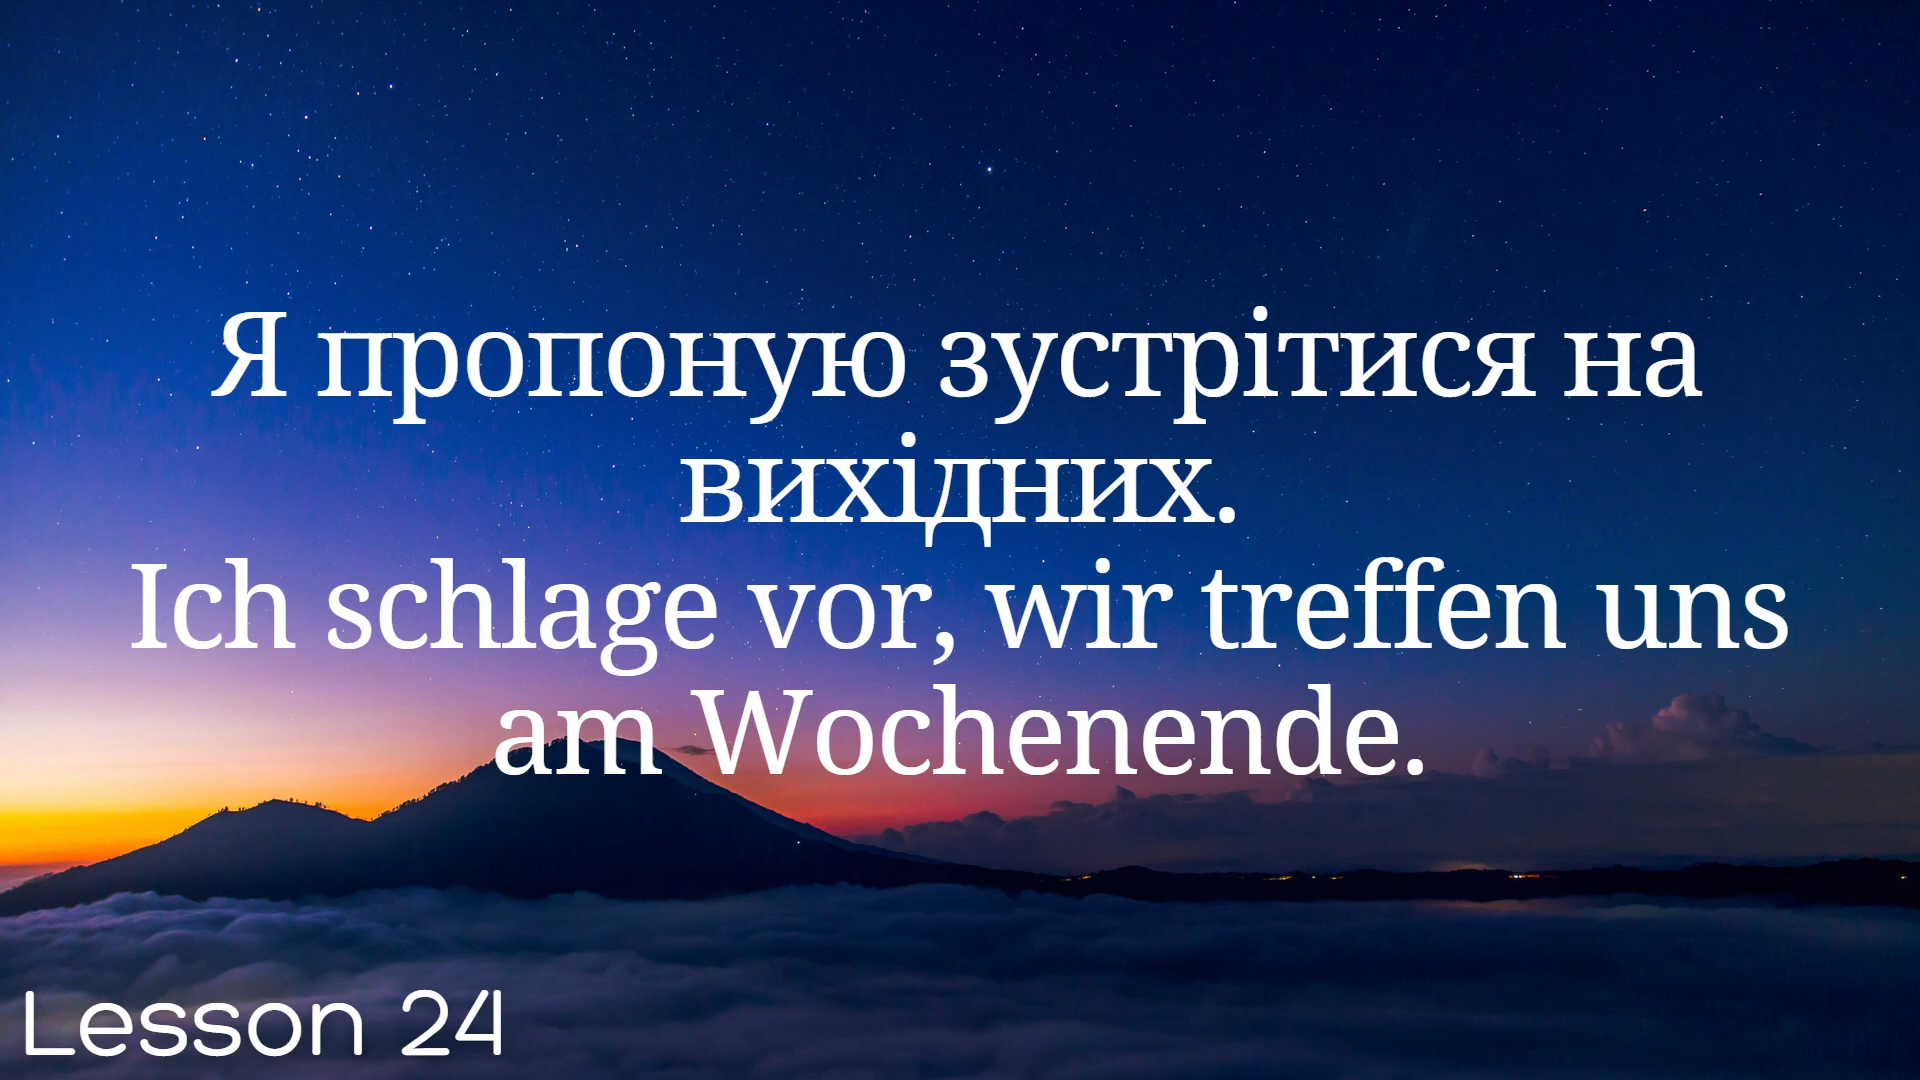 Я пропоную зустрітися на
вихідних.
Ich schlage vor, wir treffen uns
am Wochenende.
Lesson 24